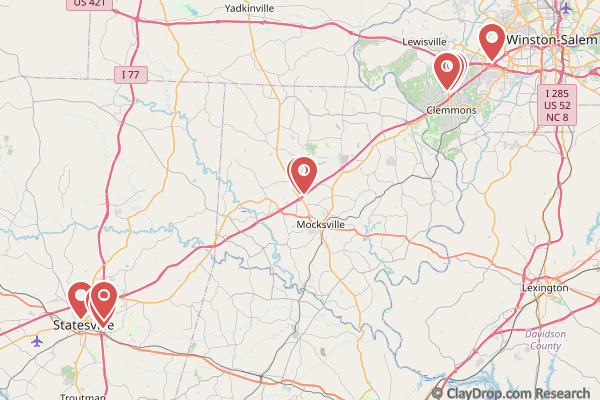 US 421
Yadkinville
Lewisville
Winston-Salem
I 77
I 285
US 52
NC 8
Clemmons
Mocksville
Lexington
Statesville
Davidson
County
Troutman
© ClayDrop.com Research